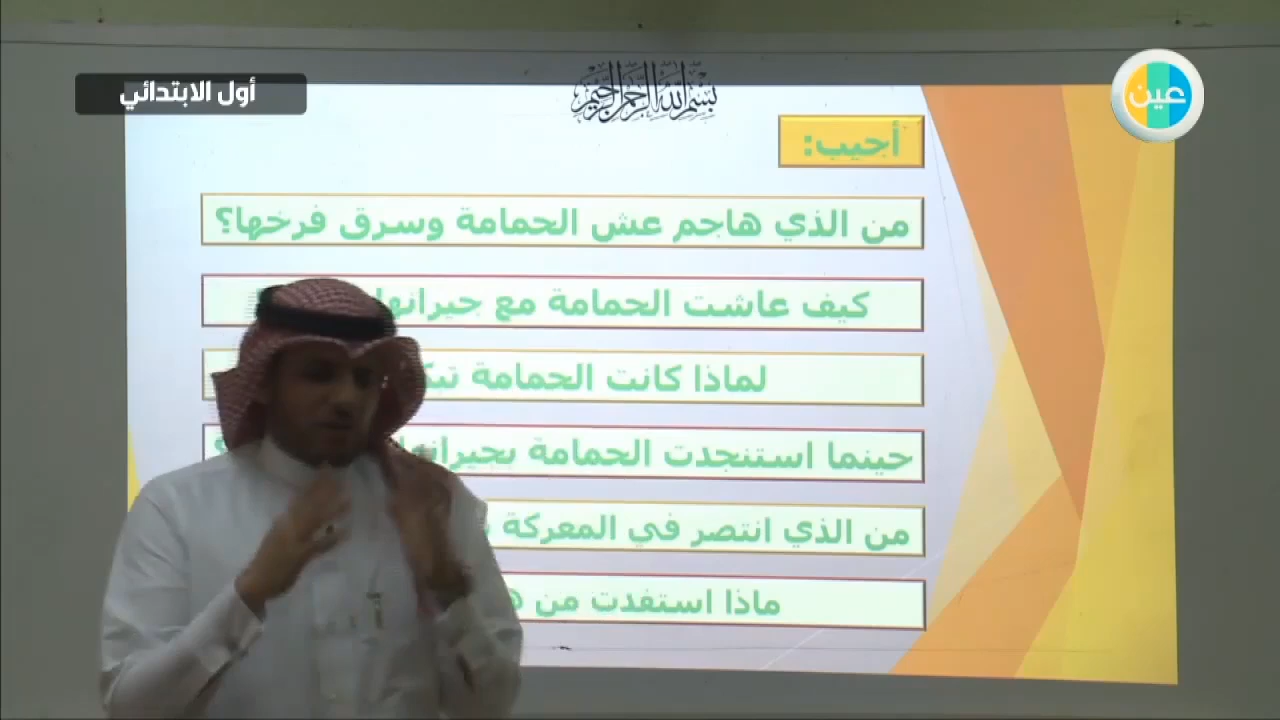 أول الابتدائي
عين
بسم الله الرحمن الرحيم
أجيب:
من الذي هاجم عش الحمامة وسرق فرخها؟
كيف عاشت الحمامة مع جيرانها
لماذا كانت الحمامة
حينما استنجدت الحمامة بجيرانها ؟
من الذي انتصر في المعركة
ماذا استفدت من